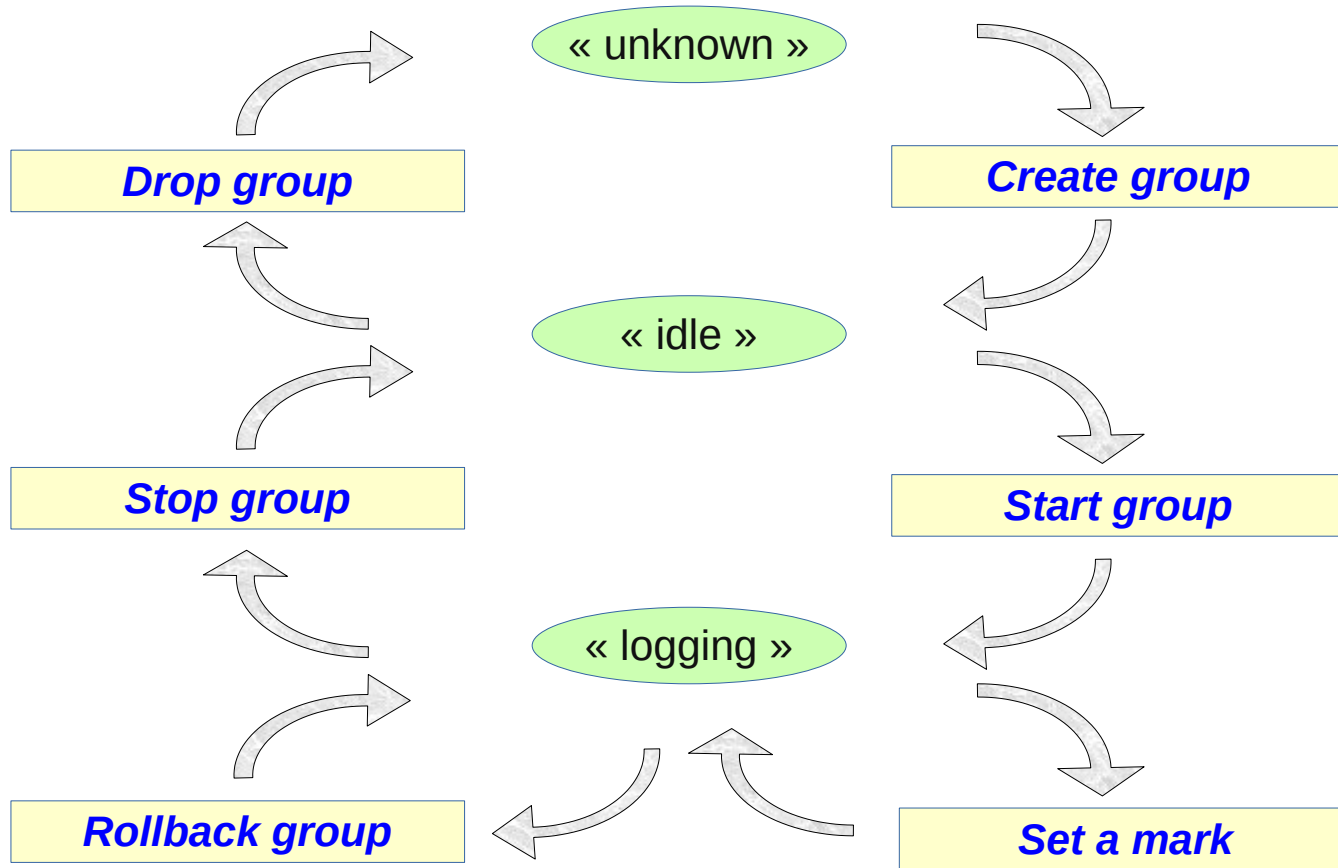 « unknown »
Drop group
Create group
« idle »
Stop group
Start group
« logging »
Rollback group
Set a mark